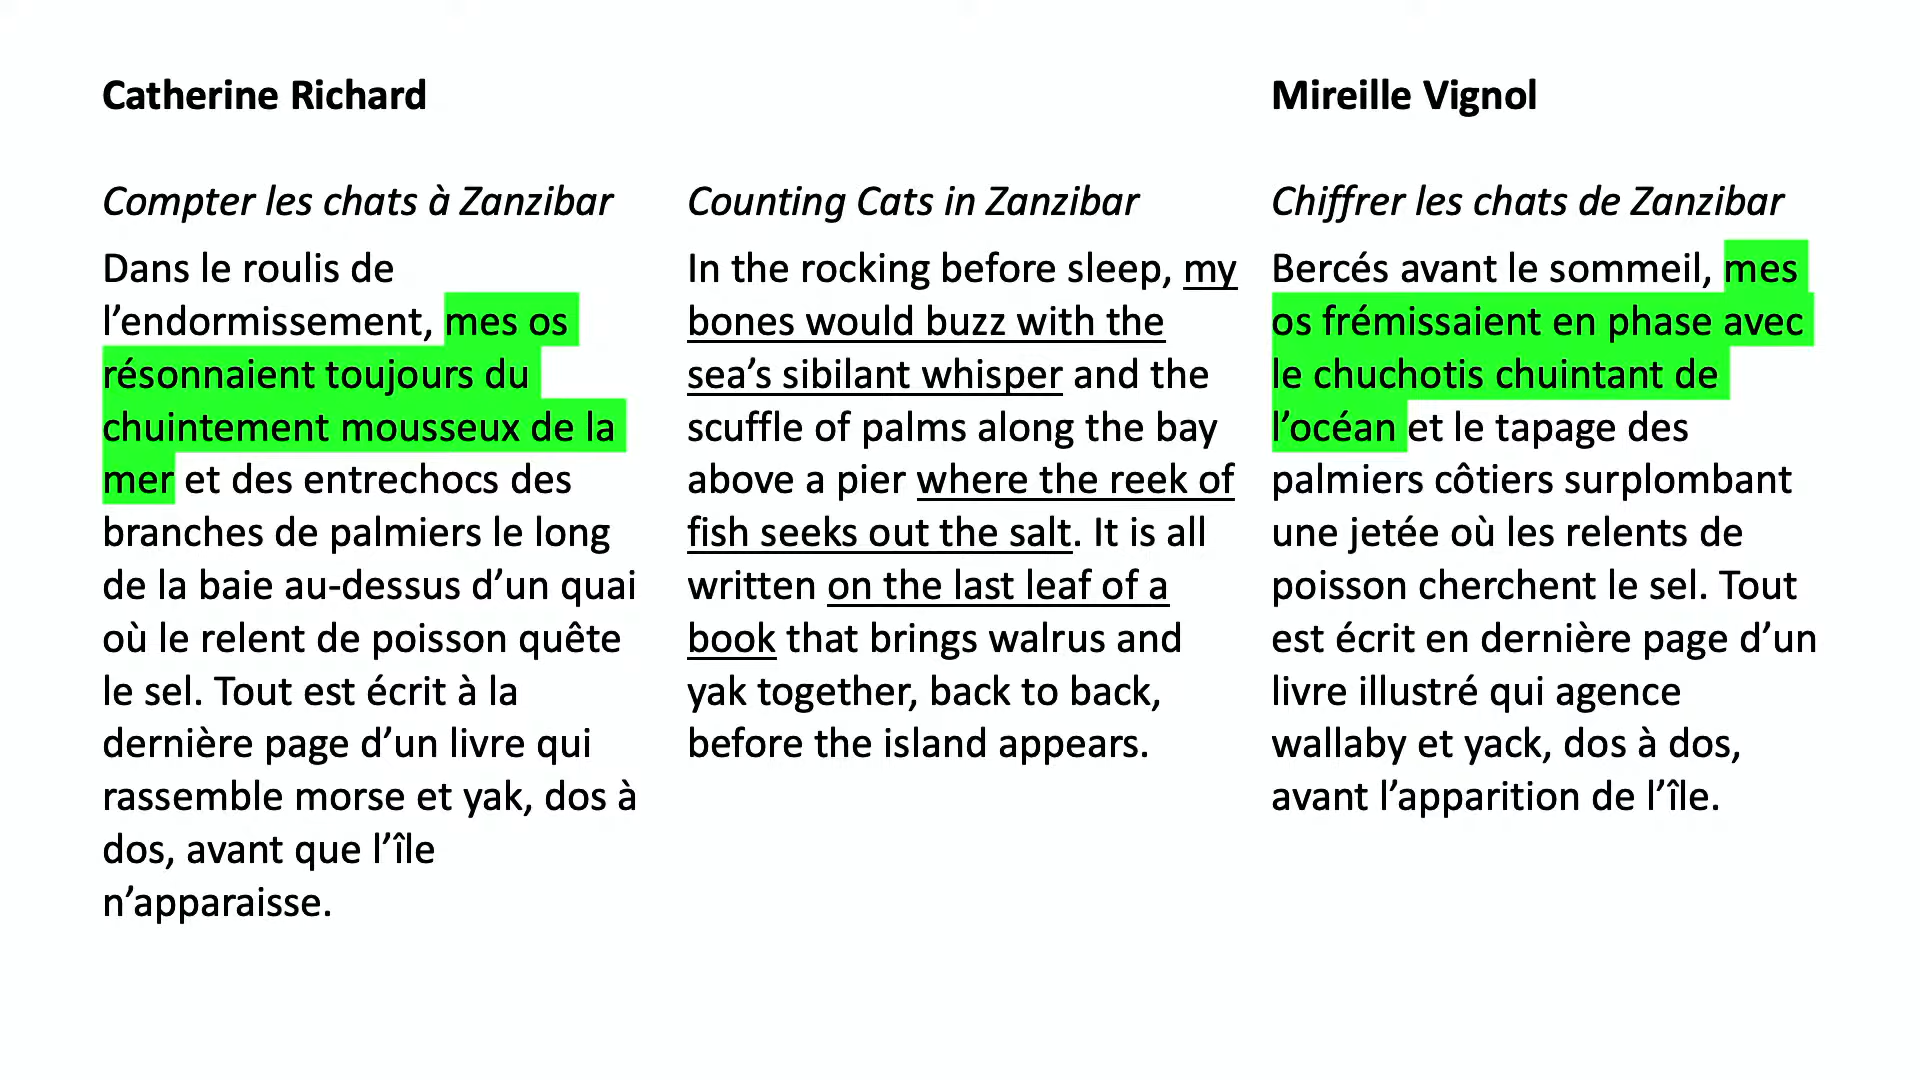 Catherine Richard
Compter les chats à Zanzibar
Dans le roulis de
l’endormissement, mes os
résonnaient toujours du
chuintement mousseux de la
mer et des entrechocs des
branches de palmiers le long
de la baie au-dessus d’un quai
où le relent de poisson quête
le sel. Tout est écrit à la
dernière page d’un livre qui
rassemble morse et yak, dos à
dos, avant que l’île
n’apparaisse.
Counting Cats in Zanzibar
In the rocking before sleep, my
bones would buzz with the
sea’s sibilant whisper and the
scuffle of palms along the bay
above a pier where the reek of
fish seeks out the salt. It is all
written on the last leaf of a
book that brings walrus and
yak together, back to back,
before the island appears.
Mireille Vignol
Chiffrer les chats de Zanzibar
Bercés avant le sommeil, mes
os frémissaient en phase avec
le chuchotis chuintant de
l’océan et le tapage des
palmiers côtiers surplombant
une jetée où les relents de
poisson cherchent le sel. Tout
est écrit en dernière page d’un
livre illustré qui agence
wallaby et yack, dos à dos,
avant l’apparition de l’île.